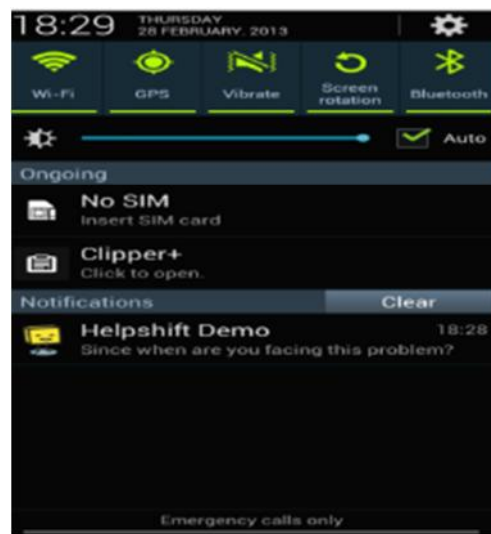 18:29
THURSDAY
28 FEBRUARY, 2013
Wi-Fi
GPS
Vibrate
Screen
rotation
Bluetooth
Auto
Ongoing
No SIM
Insert SIM card
Clipper+
Click to open.
Notifications
Clear
Helpshift Demo
18:28
Since when are you facing this problem?
Emergency calls only